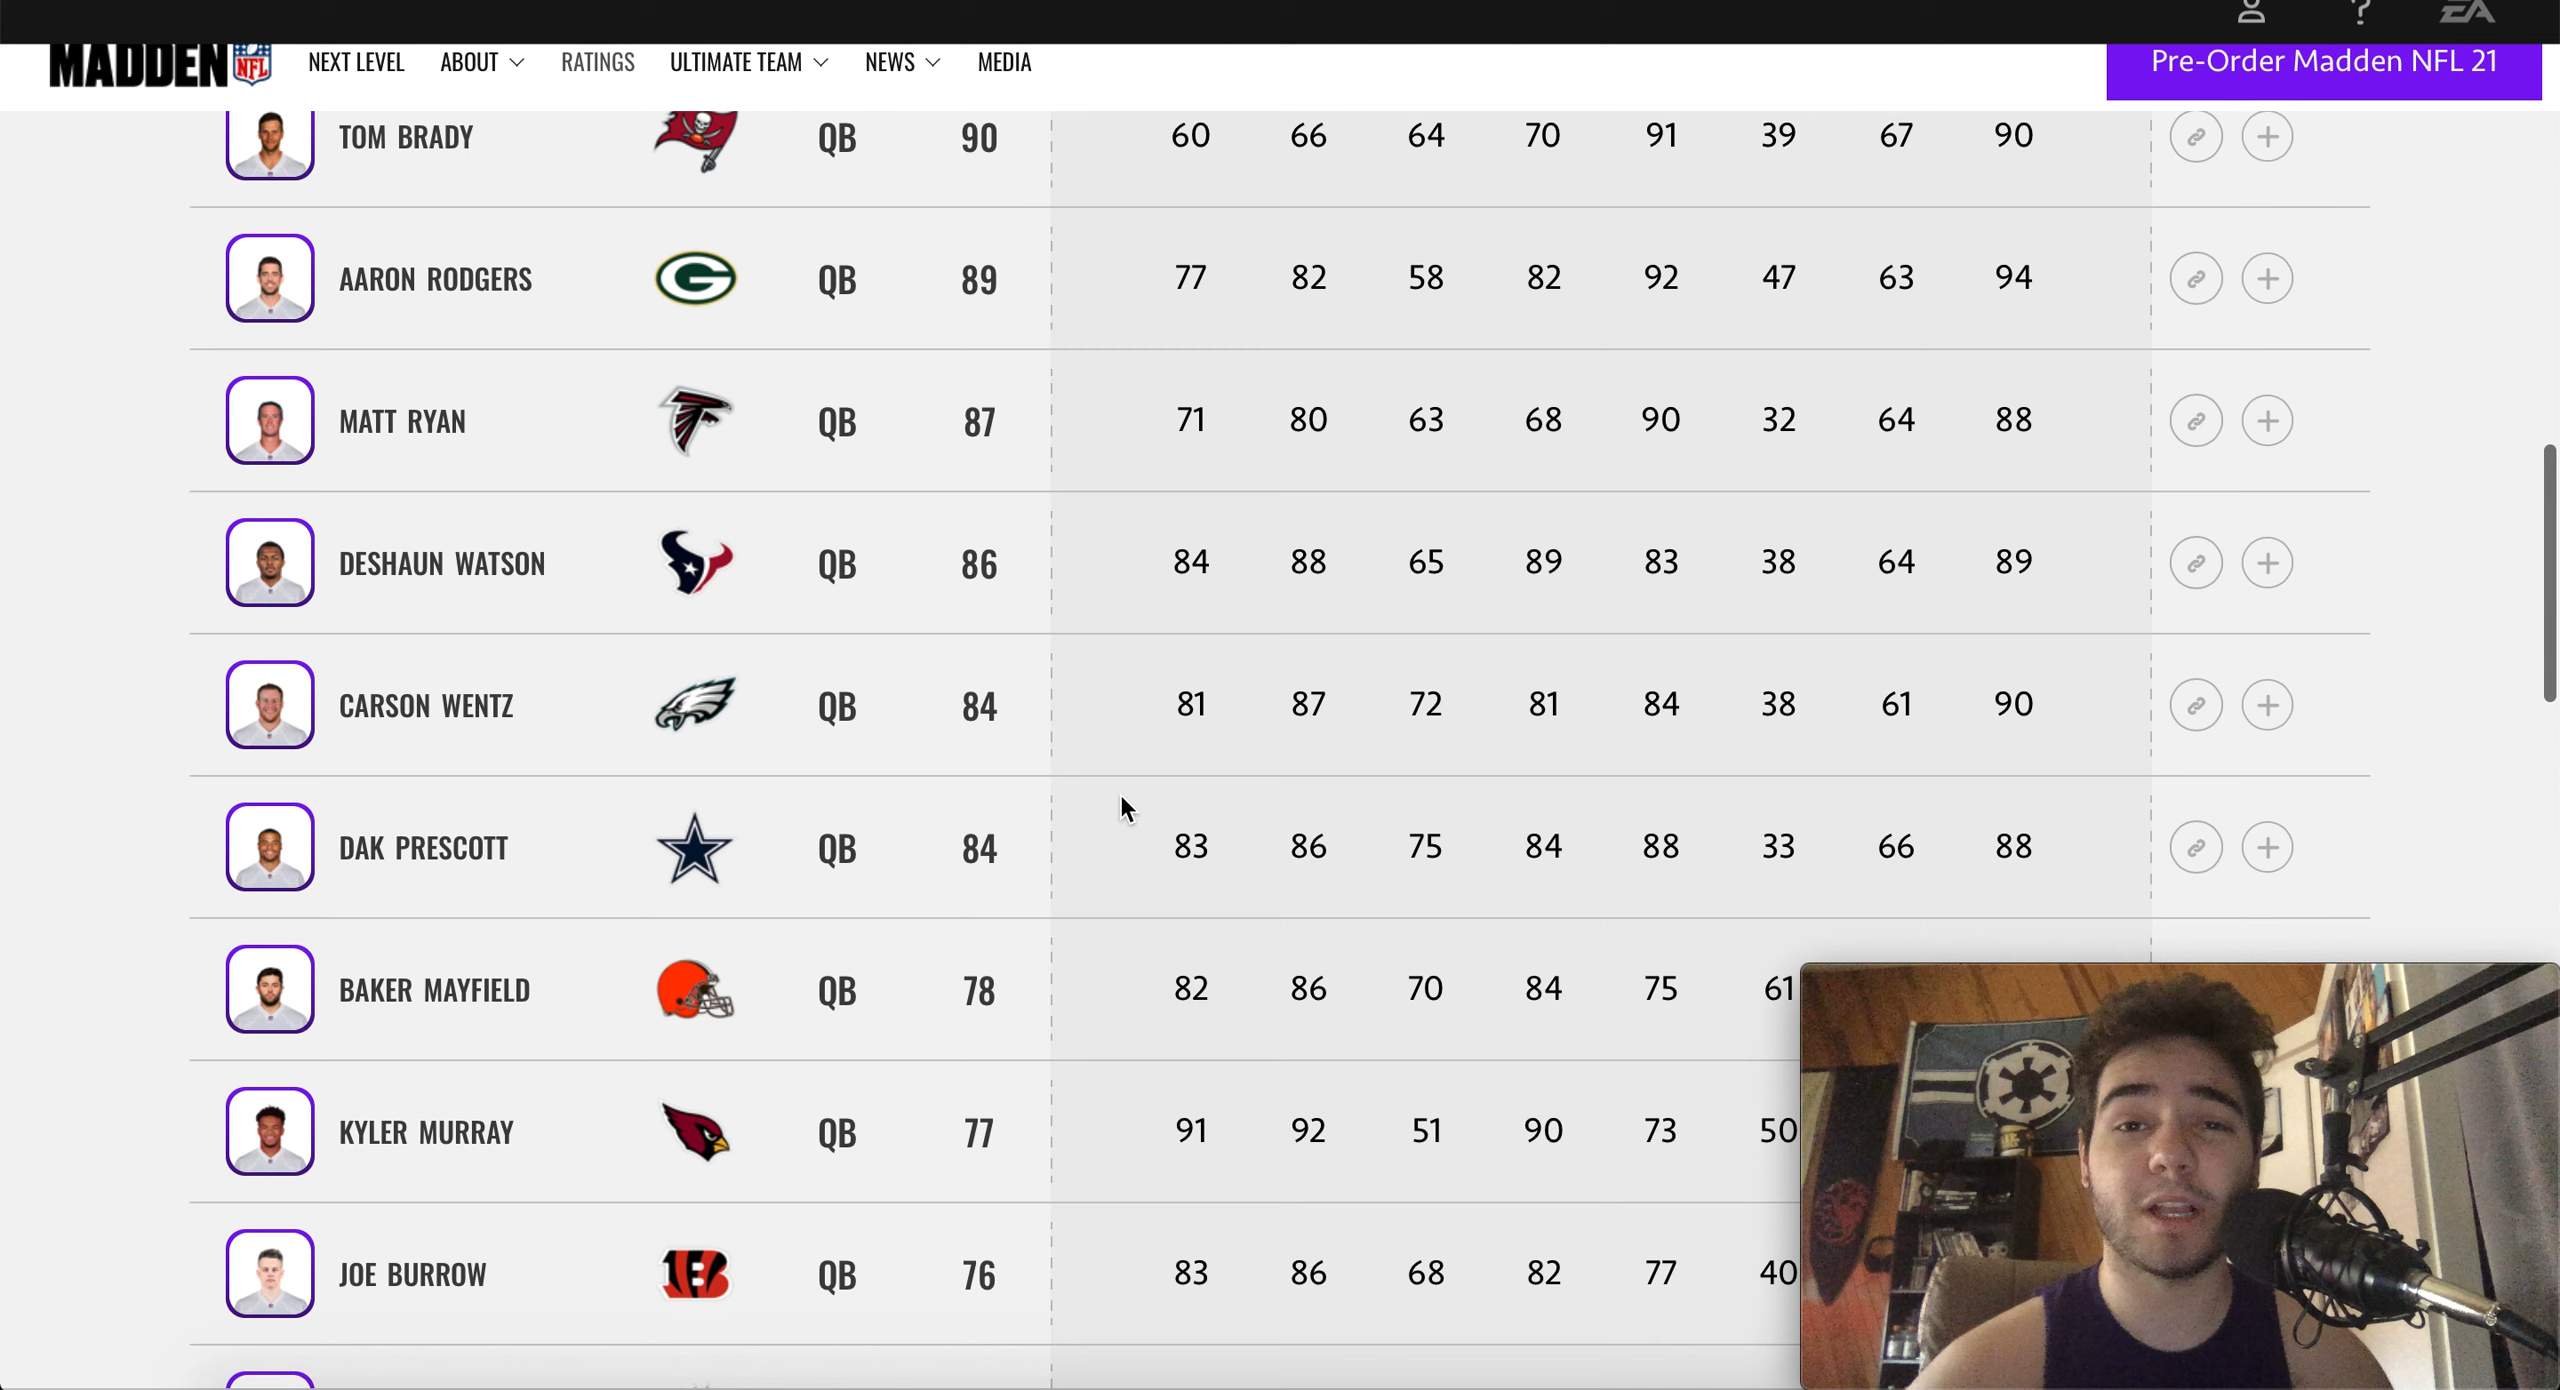 MADDEN NFL NEXT LEVEL ABOUT RATINGS ULTIMATE TEAM NEWS MEDIA Pre-Order Madden NFL 21
EA
TOM BRADY QB 90 60 66 64 70 91 39 67 90
AARON RODGERS G QB 89 77 82 58 82 92 47 63 94
MATT RYAN QB 87 71 80 63 68 90 32 64 88
DESHAUN WATSON QB 86 84 88 65 89 83 38 64 89
CARSON WENTZ QB 84 81 87 72 81 84 38 61 90
DAK PRESCOTT QB 84 83 86 75 84 88 33 66 88
BAKER MAYFIELD QB 78 82 86 70 84 75 61
KYLER MURRAY QB 77 91 92 51 90 73 50
JOE BURROW B QB 76 83 86 68 82 77 40